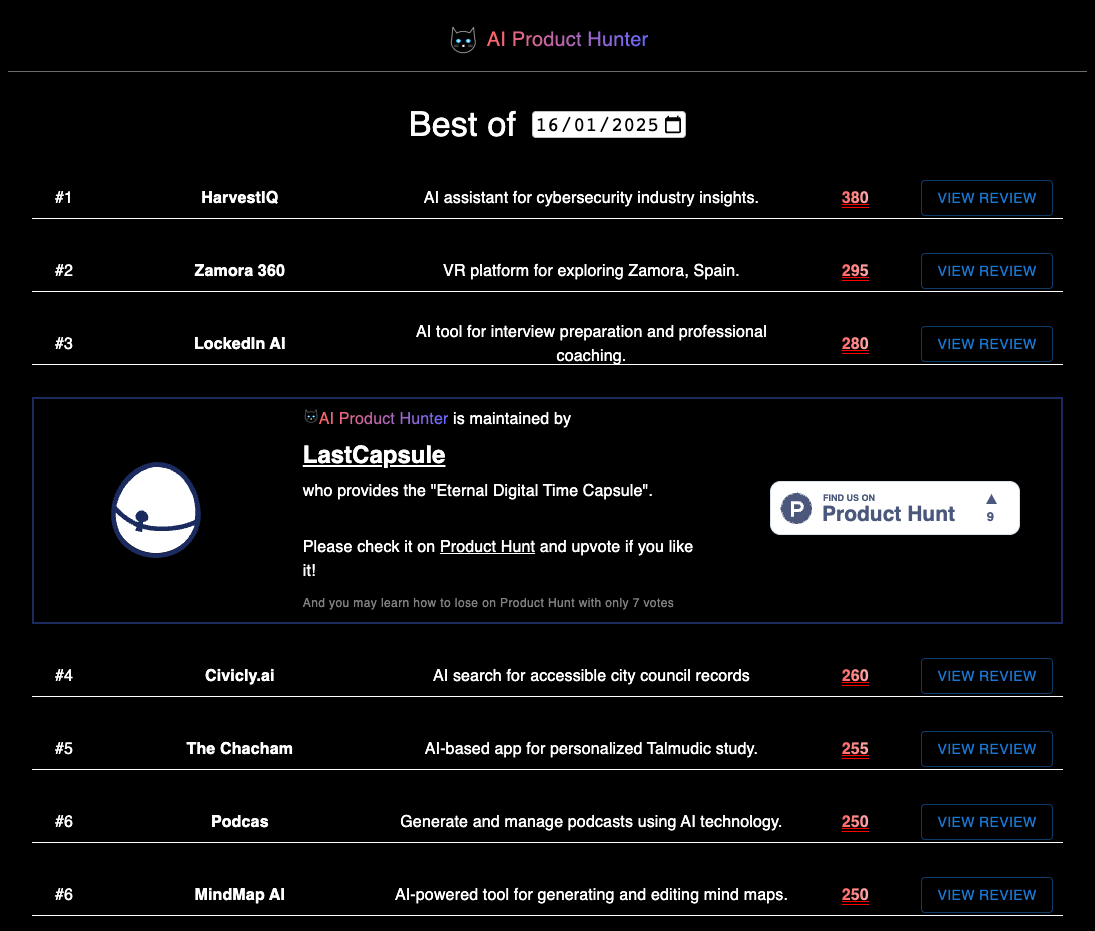 AI Product Hunter
Best of 16/01/2025
#1 HarvestIQ AI assistant for cybersecurity industry insights. 380 VIEW REVIEW
#2 Zamora 360 VR platform for exploring Zamora, Spain. 295 VIEW REVIEW
#3 LockedIn AI AI tool for interview preparation and professional coaching. 280 VIEW REVIEW
AI Product Hunter is maintained by
LastCapsule
who provides the "Eternal Digital Time Capsule".
Please check it on Product Hunt and upvote if you like
it!
And you may learn how to lose on Product Hunt with only 7 votes
P FIND US ON
Product Hunt ▲ 9
#4 Civicly.ai AI search for accessible city council records 260 VIEW REVIEW
#5 The Chacham AI-based app for personalized Talmudic study. 255 VIEW REVIEW
#6 Podcas Generate and manage podcasts using AI technology. 250 VIEW REVIEW
#6 MindMap AI AI-powered tool for generating and editing mind maps. 250 VIEW REVIEW